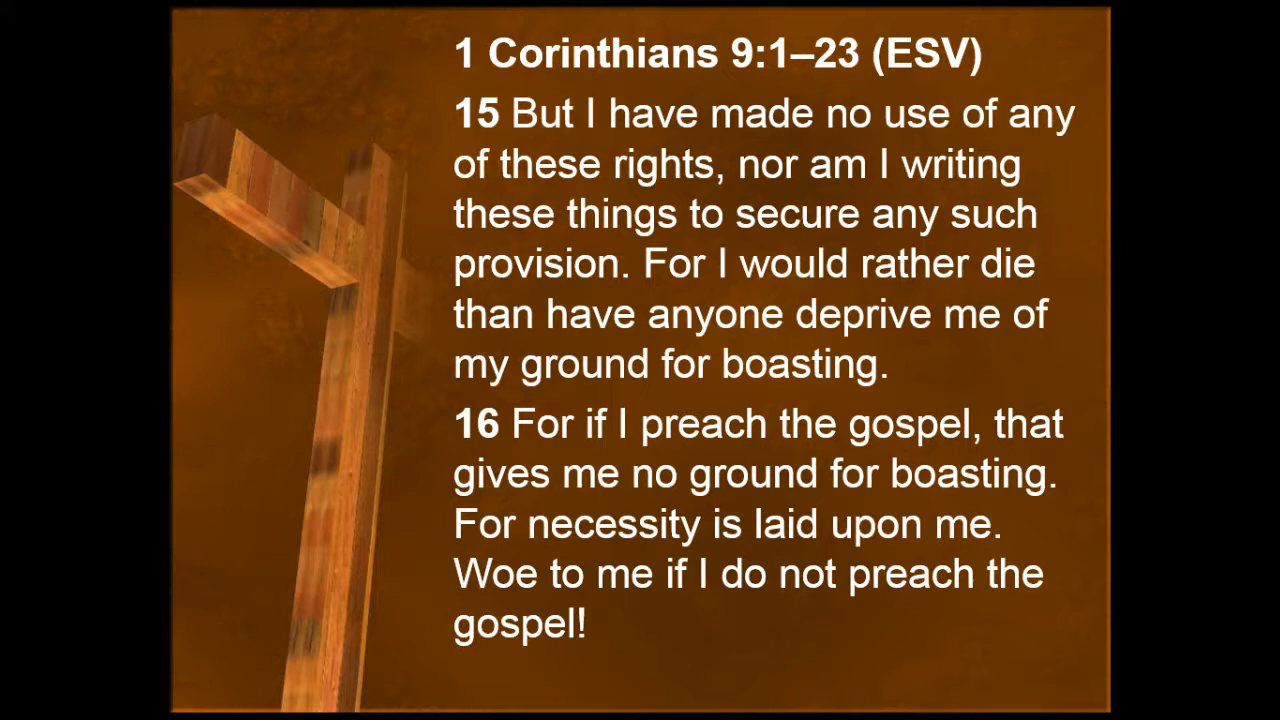 1 Corinthians 9:1–23 (ESV)
15 But I have made no use of any
of these rights, nor am I writing
these things to secure any such
provision. For I would rather die
than have anyone deprive me of
my ground for boasting.
16 For if I preach the gospel, that
gives me no ground for boasting.
For necessity is laid upon me.
Woe to me if I do not preach the
gospel!